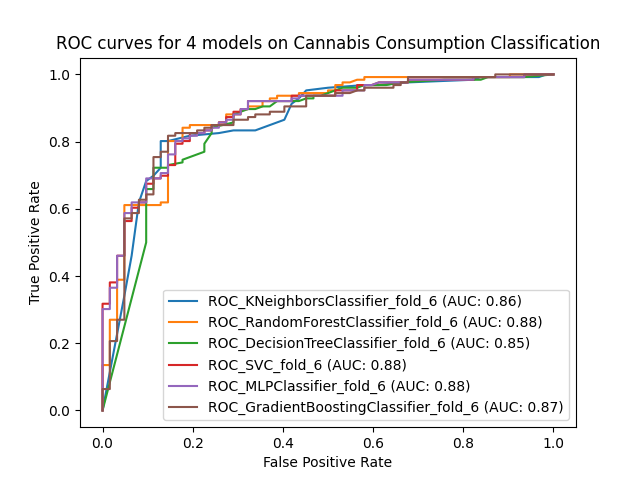 ROC curves for 4 models on Cannabis Consumption Classification
True Positive Rate
1.0
0.8
0.6
0.4
0.2
0.0
ROC_KNeighborsClassifier_fold_6 (AUC: 0.86)
ROC_RandomForestClassifier_fold_6 (AUC: 0.88)
ROC_DecisionTreeClassifier_fold_6 (AUC: 0.85)
ROC_SVC_fold_6 (AUC: 0.88)
ROC_MLPClassifier_fold_6 (AUC: 0.88)
ROC_GradientBoostingClassifier_fold_6 (AUC: 0.87)
0.0 0.2 0.4 0.6 0.8 1.0
False Positive Rate